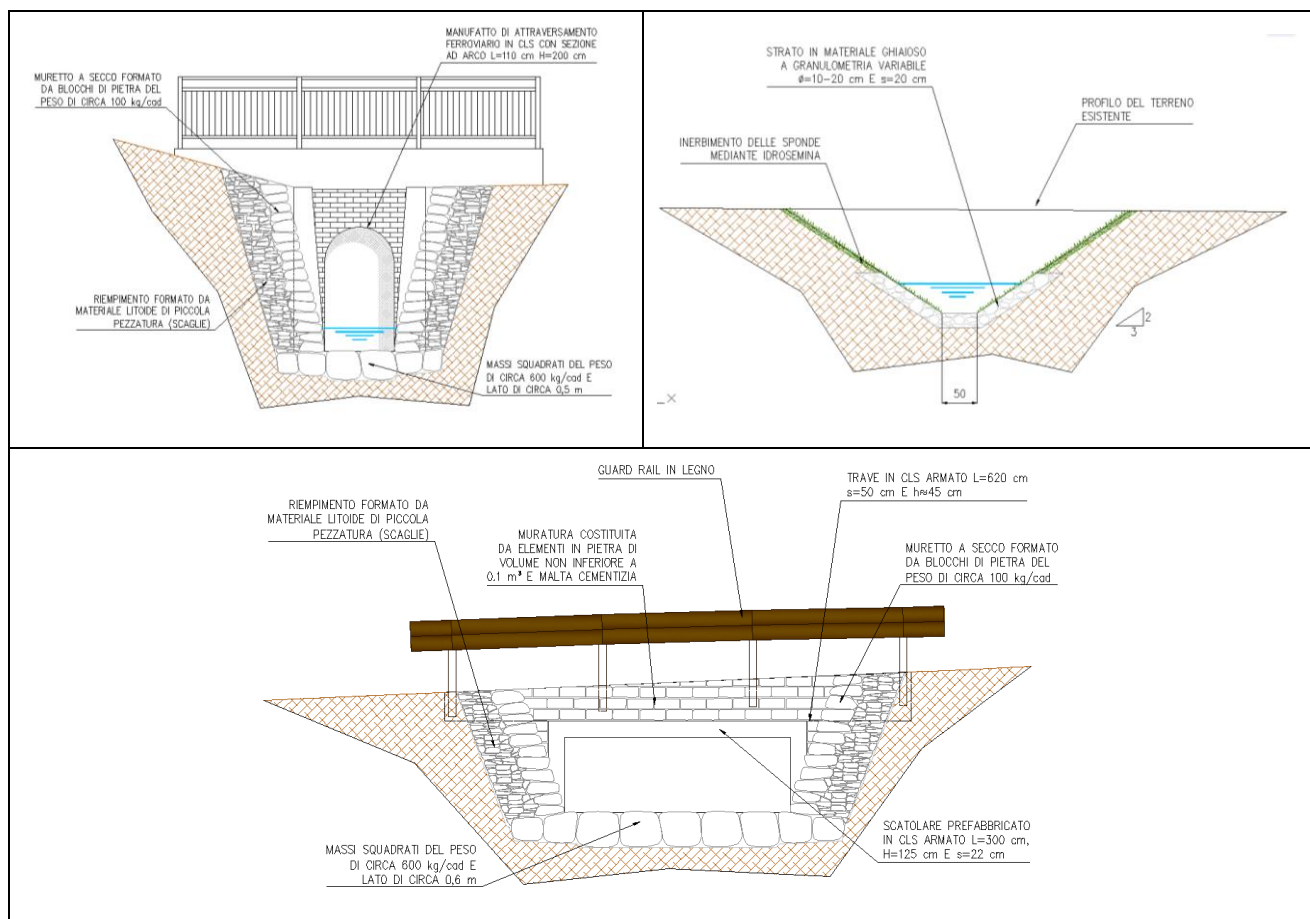 MANUFATTO DI ATTRAVERSAMENTO
FERROVIARIO IN CLS CON SEZIONE
AD ARCO L=110 cm H=200 cm
MURETTO A SECCO FORMATO
DA BLOCCHI DI PIETRA DEL
PESO DI CIRCA 100 kg/cad
RIEMPIMENTO FORMATO DA
MATERIALE LITOIDE DI PICCOLA
PEZZATURA (SCAGLIE)
MASSI SQUADRATI DEL PESO
DI CIRCA 600 kg/cad E
LATO DI CIRCA 0,5 m
STRATO IN MATERIALE GHIAIOSO
A GRANULOMETRIA VARIABILE
ø=10-20 cm E s=20 cm
PROFILO DEL TERRENO
ESISTENTE
INERBIMENTO DELLE SPONDE
MEDIANTE IDROSEMINA
2
3
50
GUARD RAIL IN LEGNO
TRAVE IN CLS ARMATO L=620 cm
s=50 cm E h≈45 cm
RIEMPIMENTO FORMATO DA
MATERIALE LITOIDE DI PICCOLA
PEZZATURA (SCAGLIE)
MURATURA COSTITUITA
DA ELEMENTI IN PIETRA DI
VOLUME NON INFERIORE A
0.1 m³ E MALTA CEMENTIZIA
MURETTO A SECCO FORMATO
DA BLOCCHI DI PIETRA DEL
PESO DI CIRCA 100 kg/cad
MASSI SQUADRATI DEL PESO
DI CIRCA 600 kg/cad E
LATO DI CIRCA 0,6 m
SCATOLARE PREFABBRICATO
IN CLS ARMATO L=300 cm,
H=125 cm E s=22 cm